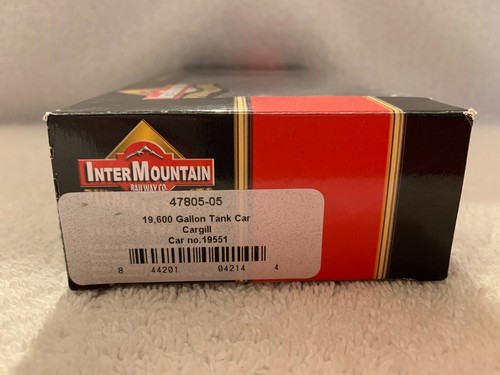 INTERMOUNTAIN
RAILWAY CO.
47805-05
19,600 Gallon Tank Car
Cargill
Car no.19551
8 44201 04214 4